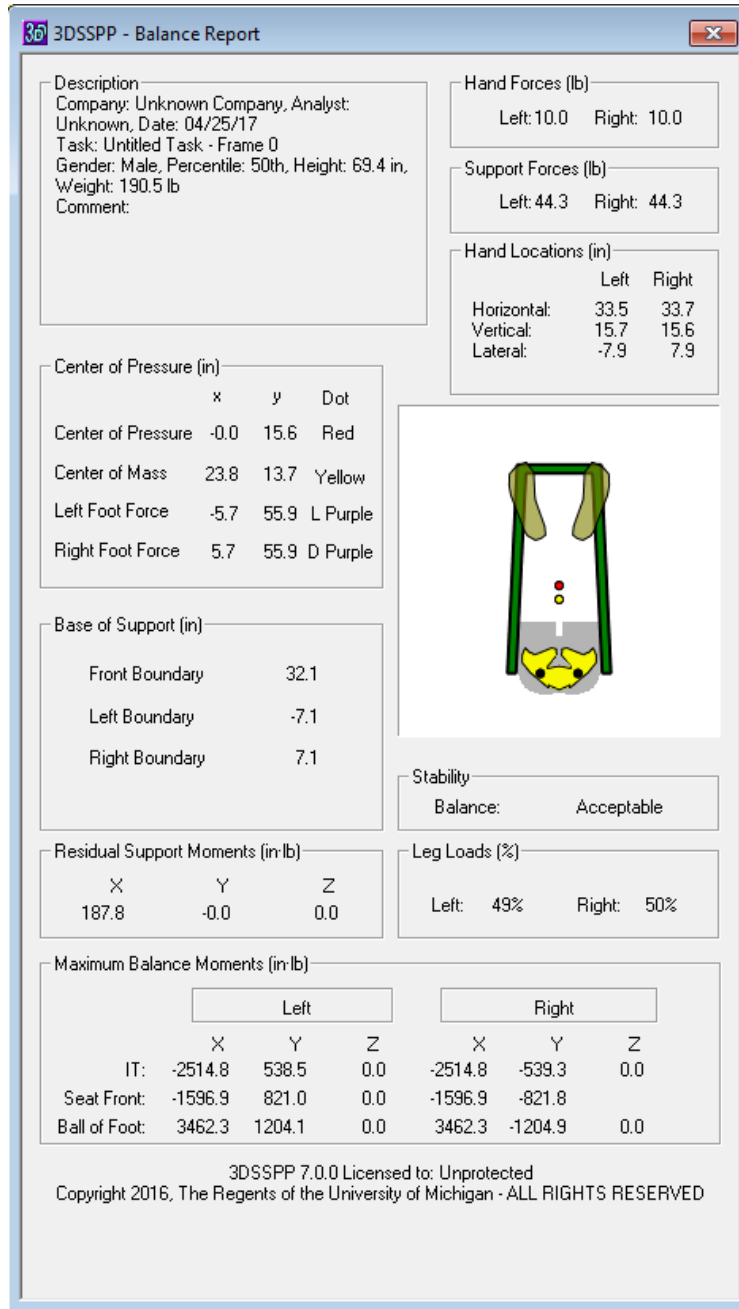 3D 3DSSPP - Balance Report
Description
Company: Unknown Company, Analyst:
Unknown, Date: 04/25/17
Task: Untitled Task - Frame 0
Gender: Male, Percentile: 50th, Height: 69.4 in,
Weight: 190.5 lb
Comment:
Hand Forces (lb)
Left: 10.0 Right: 10.0
Support Forces (lb)
Left: 44.3 Right: 44.3
Hand Locations (in)
Left Right
Horizontal: 33.5 33.7
Vertical: 15.7 15.6
Lateral: -7.9 7.9
Center of Pressure (in)
x y Dot
Center of Pressure -0.0 15.6 Red
Center of Mass 23.8 13.7 Yellow
Left Foot Force -5.7 55.9 L Purple
Right Foot Force 5.7 55.9 D Purple
Base of Support (in)
Front Boundary 32.1
Left Boundary -7.1
Right Boundary 7.1
Stability
Balance: Acceptable
Residual Support Moments (in·lb)
X Y Z
187.8 -0.0 0.0
Leg Loads (%)
Left: 49% Right: 50%
Maximum Balance Moments (in·lb)
Left Right
X Y Z X Y Z
IT: -2514.8 538.5 0.0 -2514.8 -539.3 0.0
Seat Front: -1596.9 821.0 0.0 -1596.9 -821.8
Ball of Foot: 3462.3 1204.1 0.0 3462.3 -1204.9 0.0
3DSSPP 7.0.0 Licensed to: Unprotected
Copyright 2016, The Regents of the University of Michigan - ALL RIGHTS RESERVED